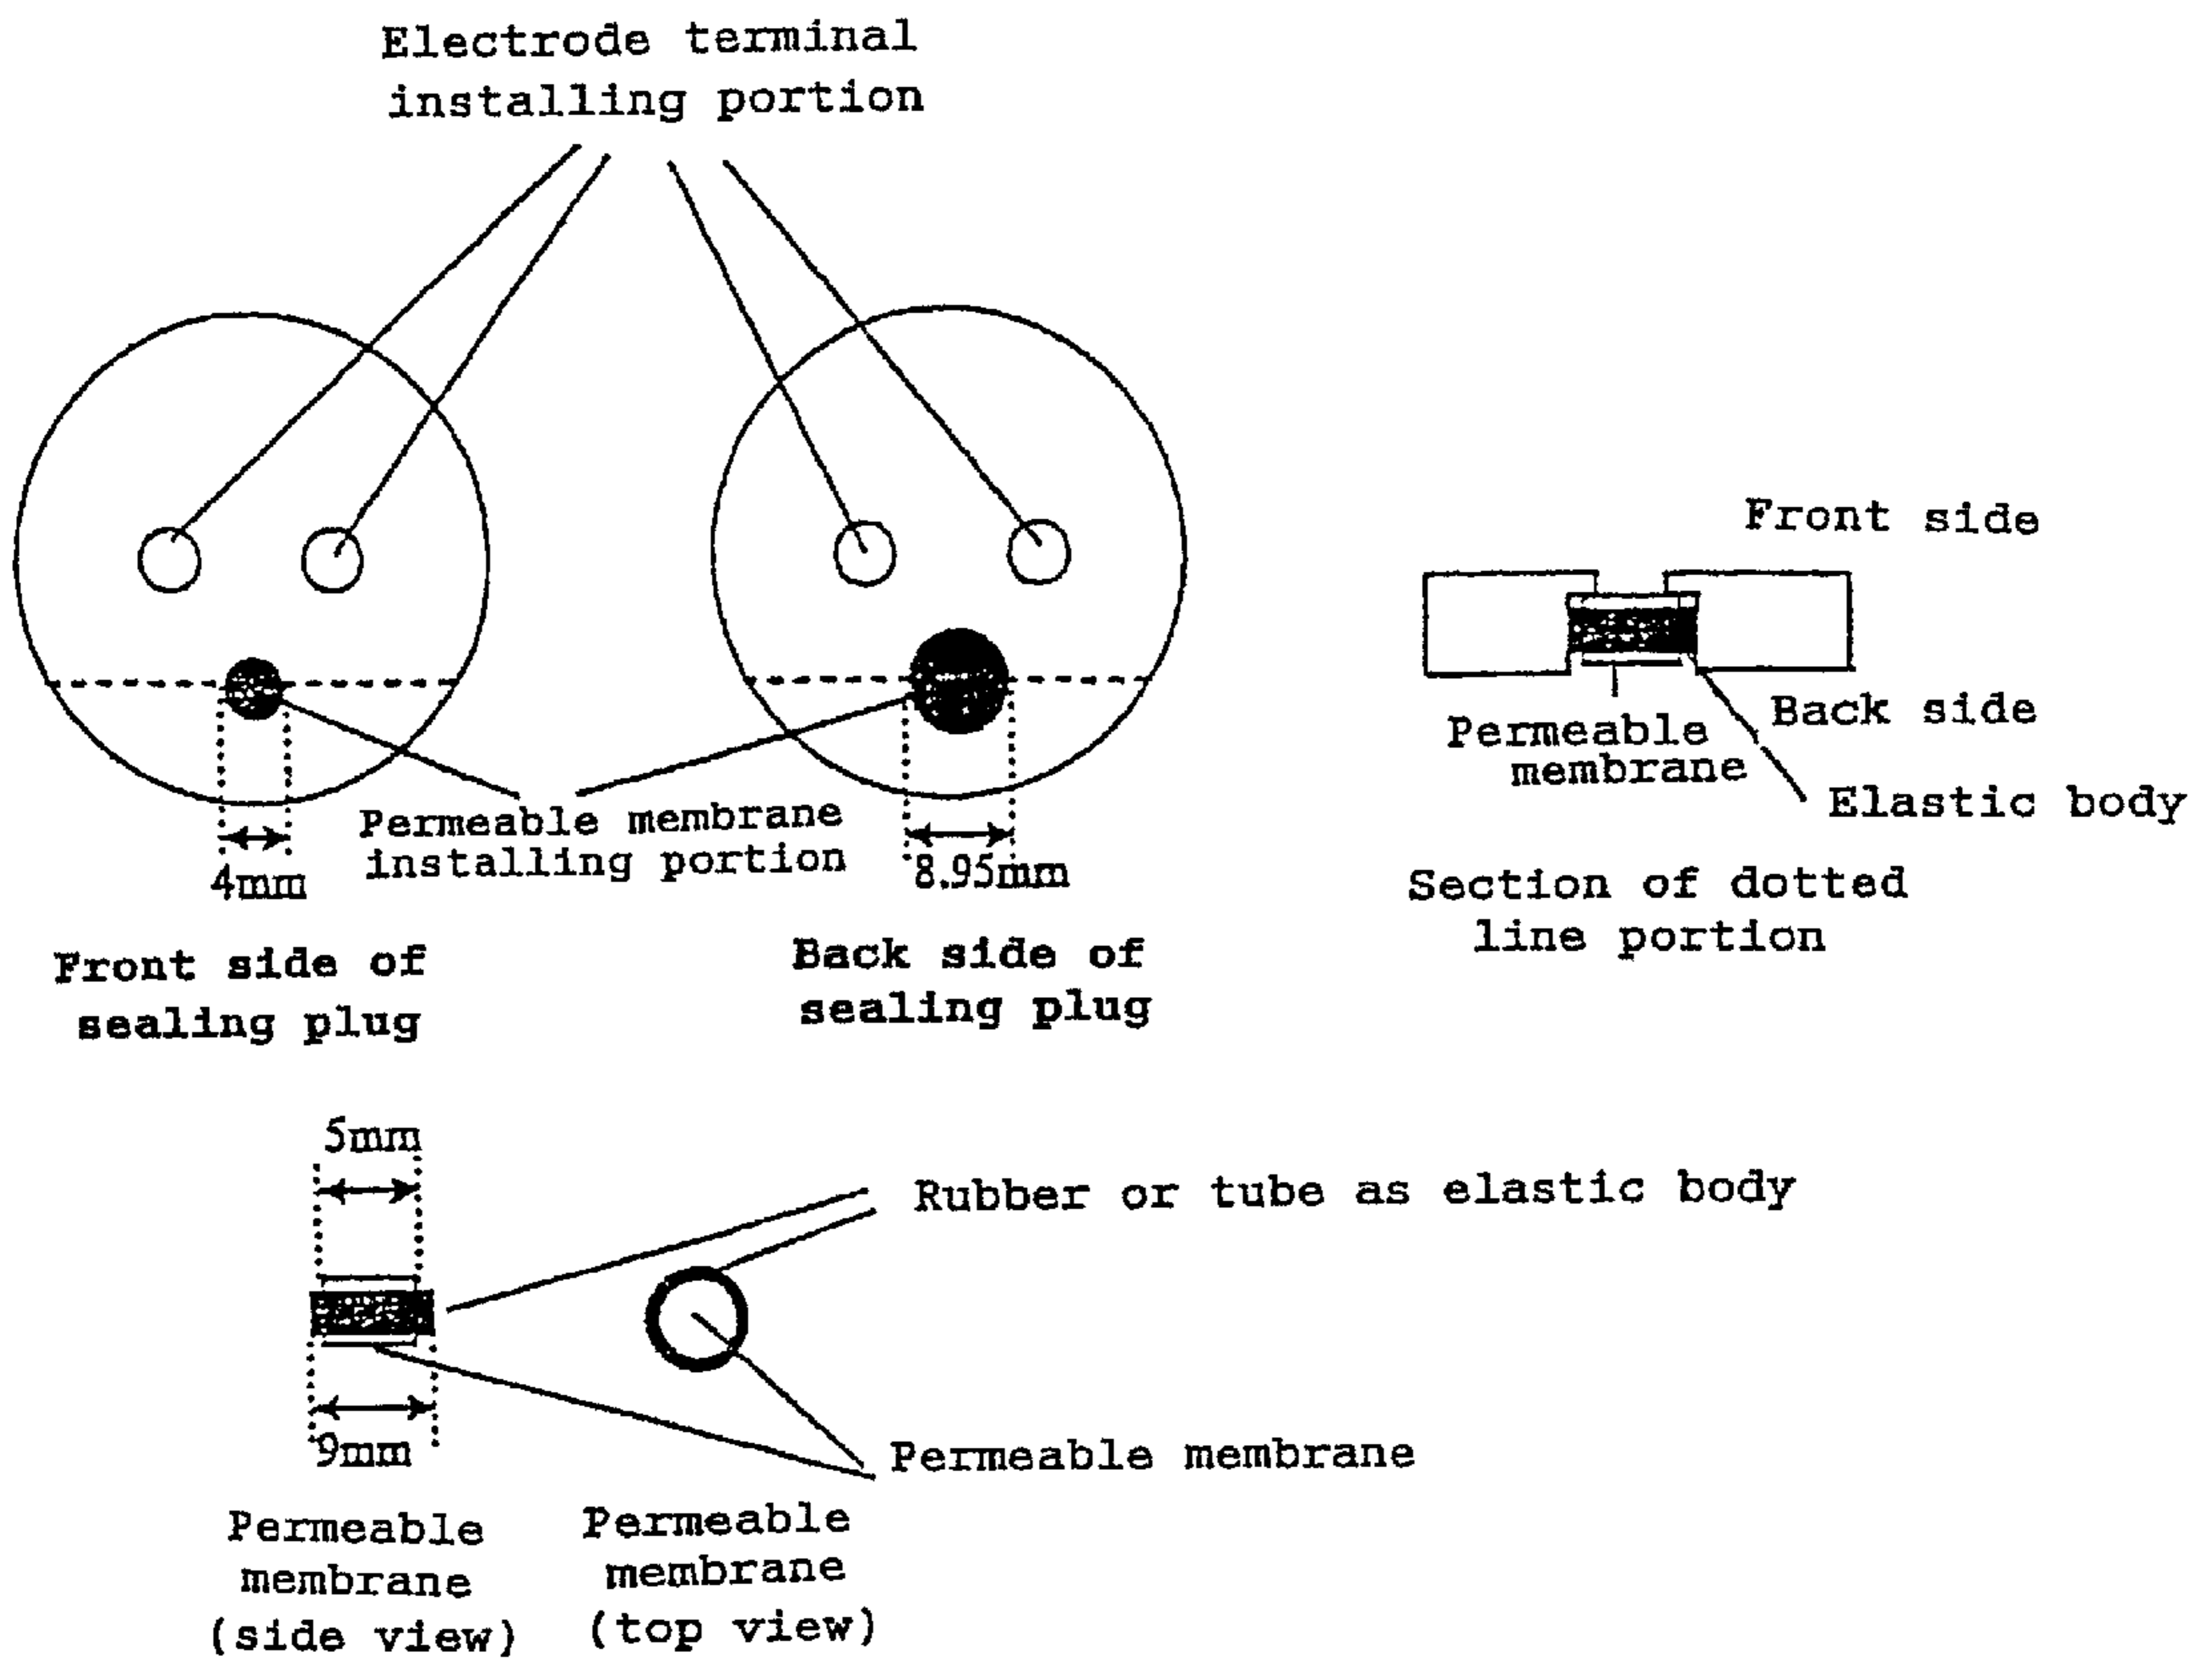 Electrode terminal
installing portion
Front side
Permeable
membrane
Back side
Elastic body
Section of dotted
line portion
Permeable membrane
installing portion
4mm
8.95mm
Front side of
sealing plug
Back side of
sealing plug
5mm
9mm
Rubber or tube as elastic body
Permeable membrane
Permeable
membrane
(side view)
Permeable
membrane
(top view)